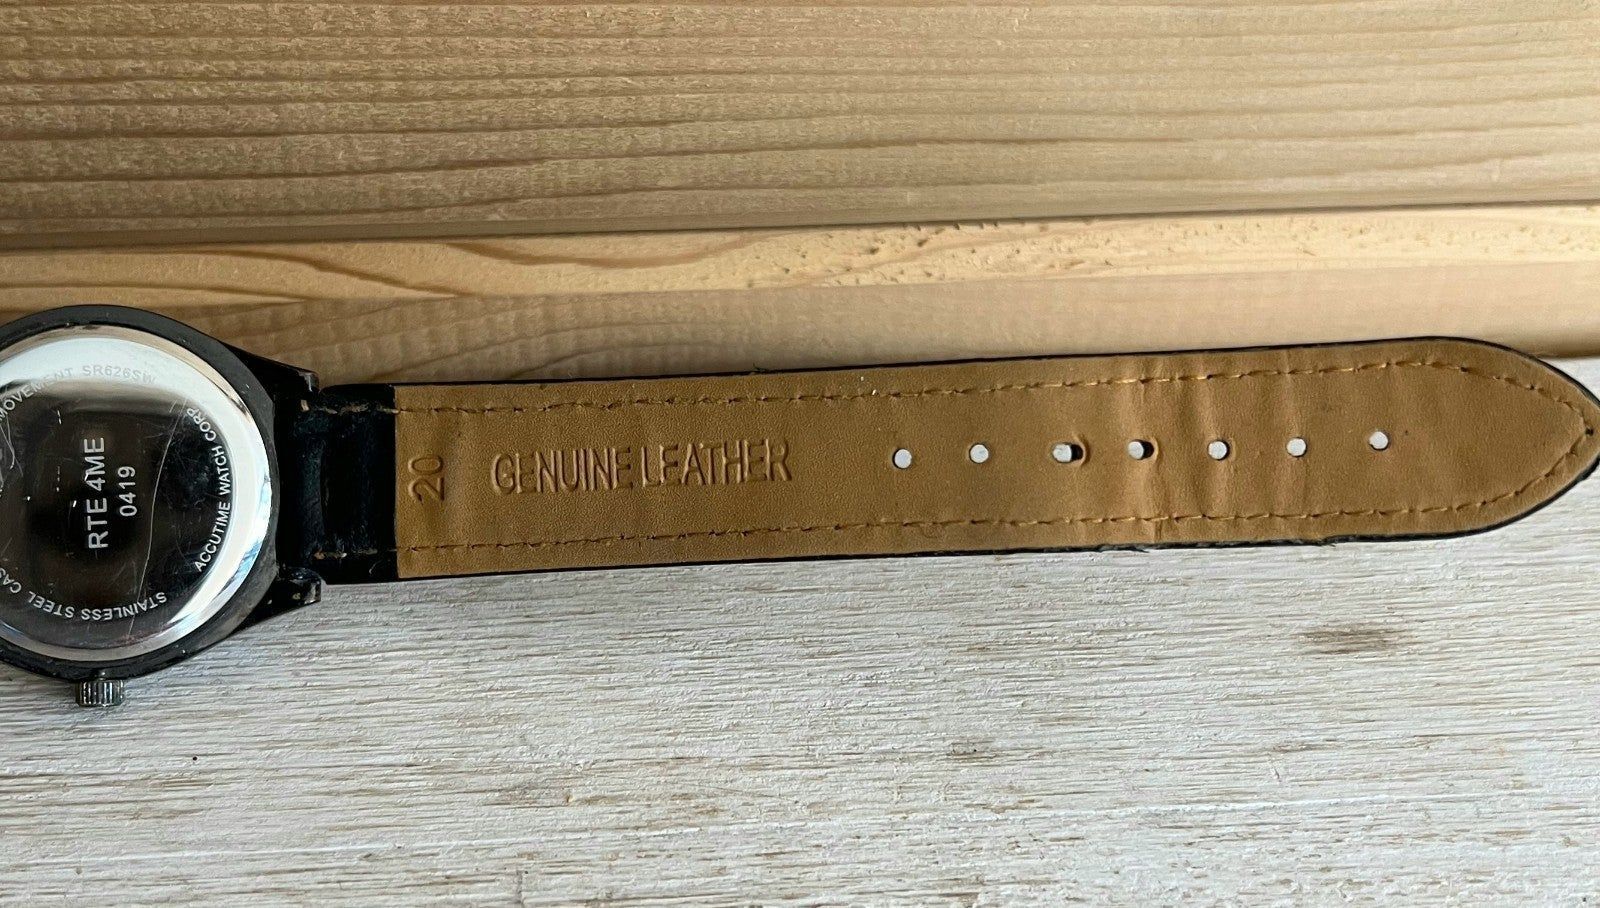 MOVEMENT SR626SW
RTE 4ME
0419
ACCUTIME WATCH CORP
STAINLESS STEEL
20
GENUINE LEATHER